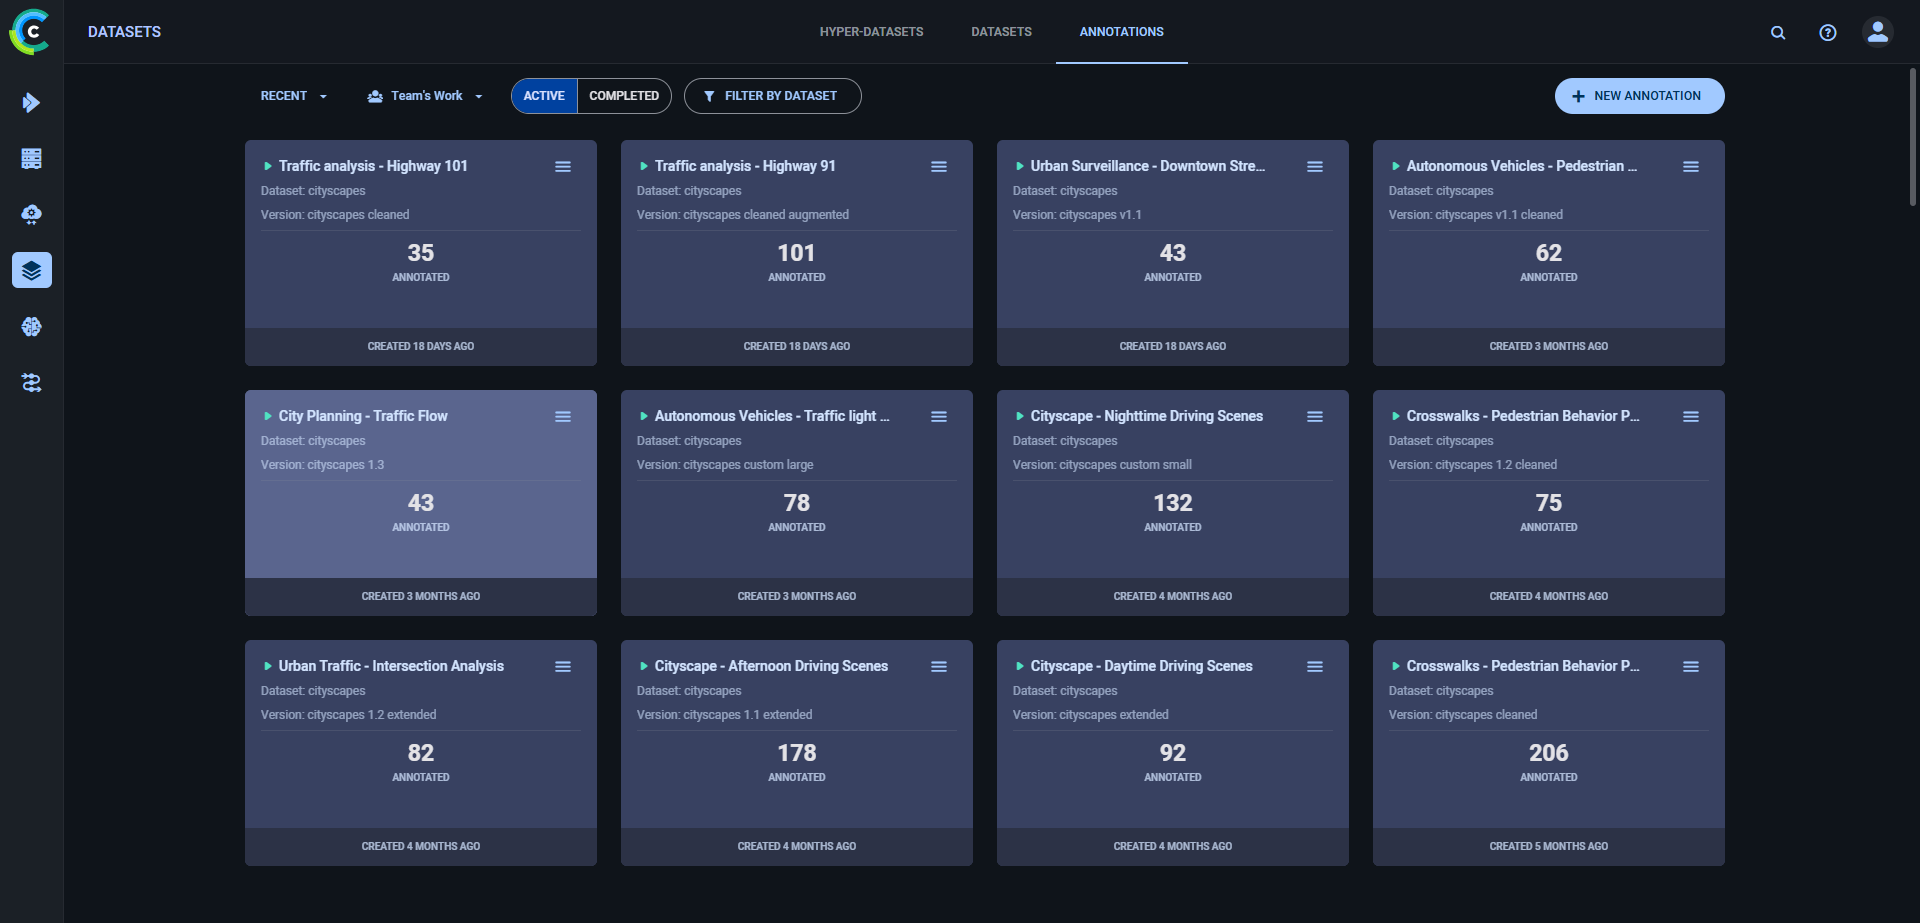 DATASETS
HYPER-DATASETS DATASETS ANNOTATIONS
RECENT Team's Work ACTIVE COMPLETED FILTER BY DATASET NEW ANNOTATION
Traffic analysis - Highway 101
Dataset: cityscapes
Version: cityscapes cleaned
35
ANNOTATED
CREATED 18 DAYS AGO
Traffic analysis - Highway 91
Dataset: cityscapes
Version: cityscapes cleaned augmented
101
ANNOTATED
CREATED 18 DAYS AGO
Urban Surveillance - Downtown Stre...
Dataset: cityscapes
Version: cityscapes v1.1
43
ANNOTATED
CREATED 18 DAYS AGO
Autonomous Vehicles - Pedestrian ...
Dataset: cityscapes
Version: cityscapes v1.1 cleaned
62
ANNOTATED
CREATED 3 MONTHS AGO
City Planning - Traffic Flow
Dataset: cityscapes
Version: cityscapes 1.3
43
ANNOTATED
CREATED 3 MONTHS AGO
Autonomous Vehicles - Traffic light ...
Dataset: cityscapes
Version: cityscapes custom large
78
ANNOTATED
CREATED 3 MONTHS AGO
Cityscape - Nighttime Driving Scenes
Dataset: cityscapes
Version: cityscapes custom small
132
ANNOTATED
CREATED 4 MONTHS AGO
Crosswalks - Pedestrian Behavior P...
Dataset: cityscapes
Version: cityscapes 1.2 cleaned
75
ANNOTATED
CREATED 4 MONTHS AGO
Urban Traffic - Intersection Analysis
Dataset: cityscapes
Version: cityscapes 1.2 extended
82
ANNOTATED
CREATED 4 MONTHS AGO
Cityscape - Afternoon Driving Scenes
Dataset: cityscapes
Version: cityscapes 1.1 extended
178
ANNOTATED
CREATED 4 MONTHS AGO
Cityscape - Daytime Driving Scenes
Dataset: cityscapes
Version: cityscapes extended
92
ANNOTATED
CREATED 4 MONTHS AGO
Crosswalks - Pedestrian Behavior P...
Dataset: cityscapes
Version: cityscapes cleaned
206
ANNOTATED
CREATED 5 MONTHS AGO